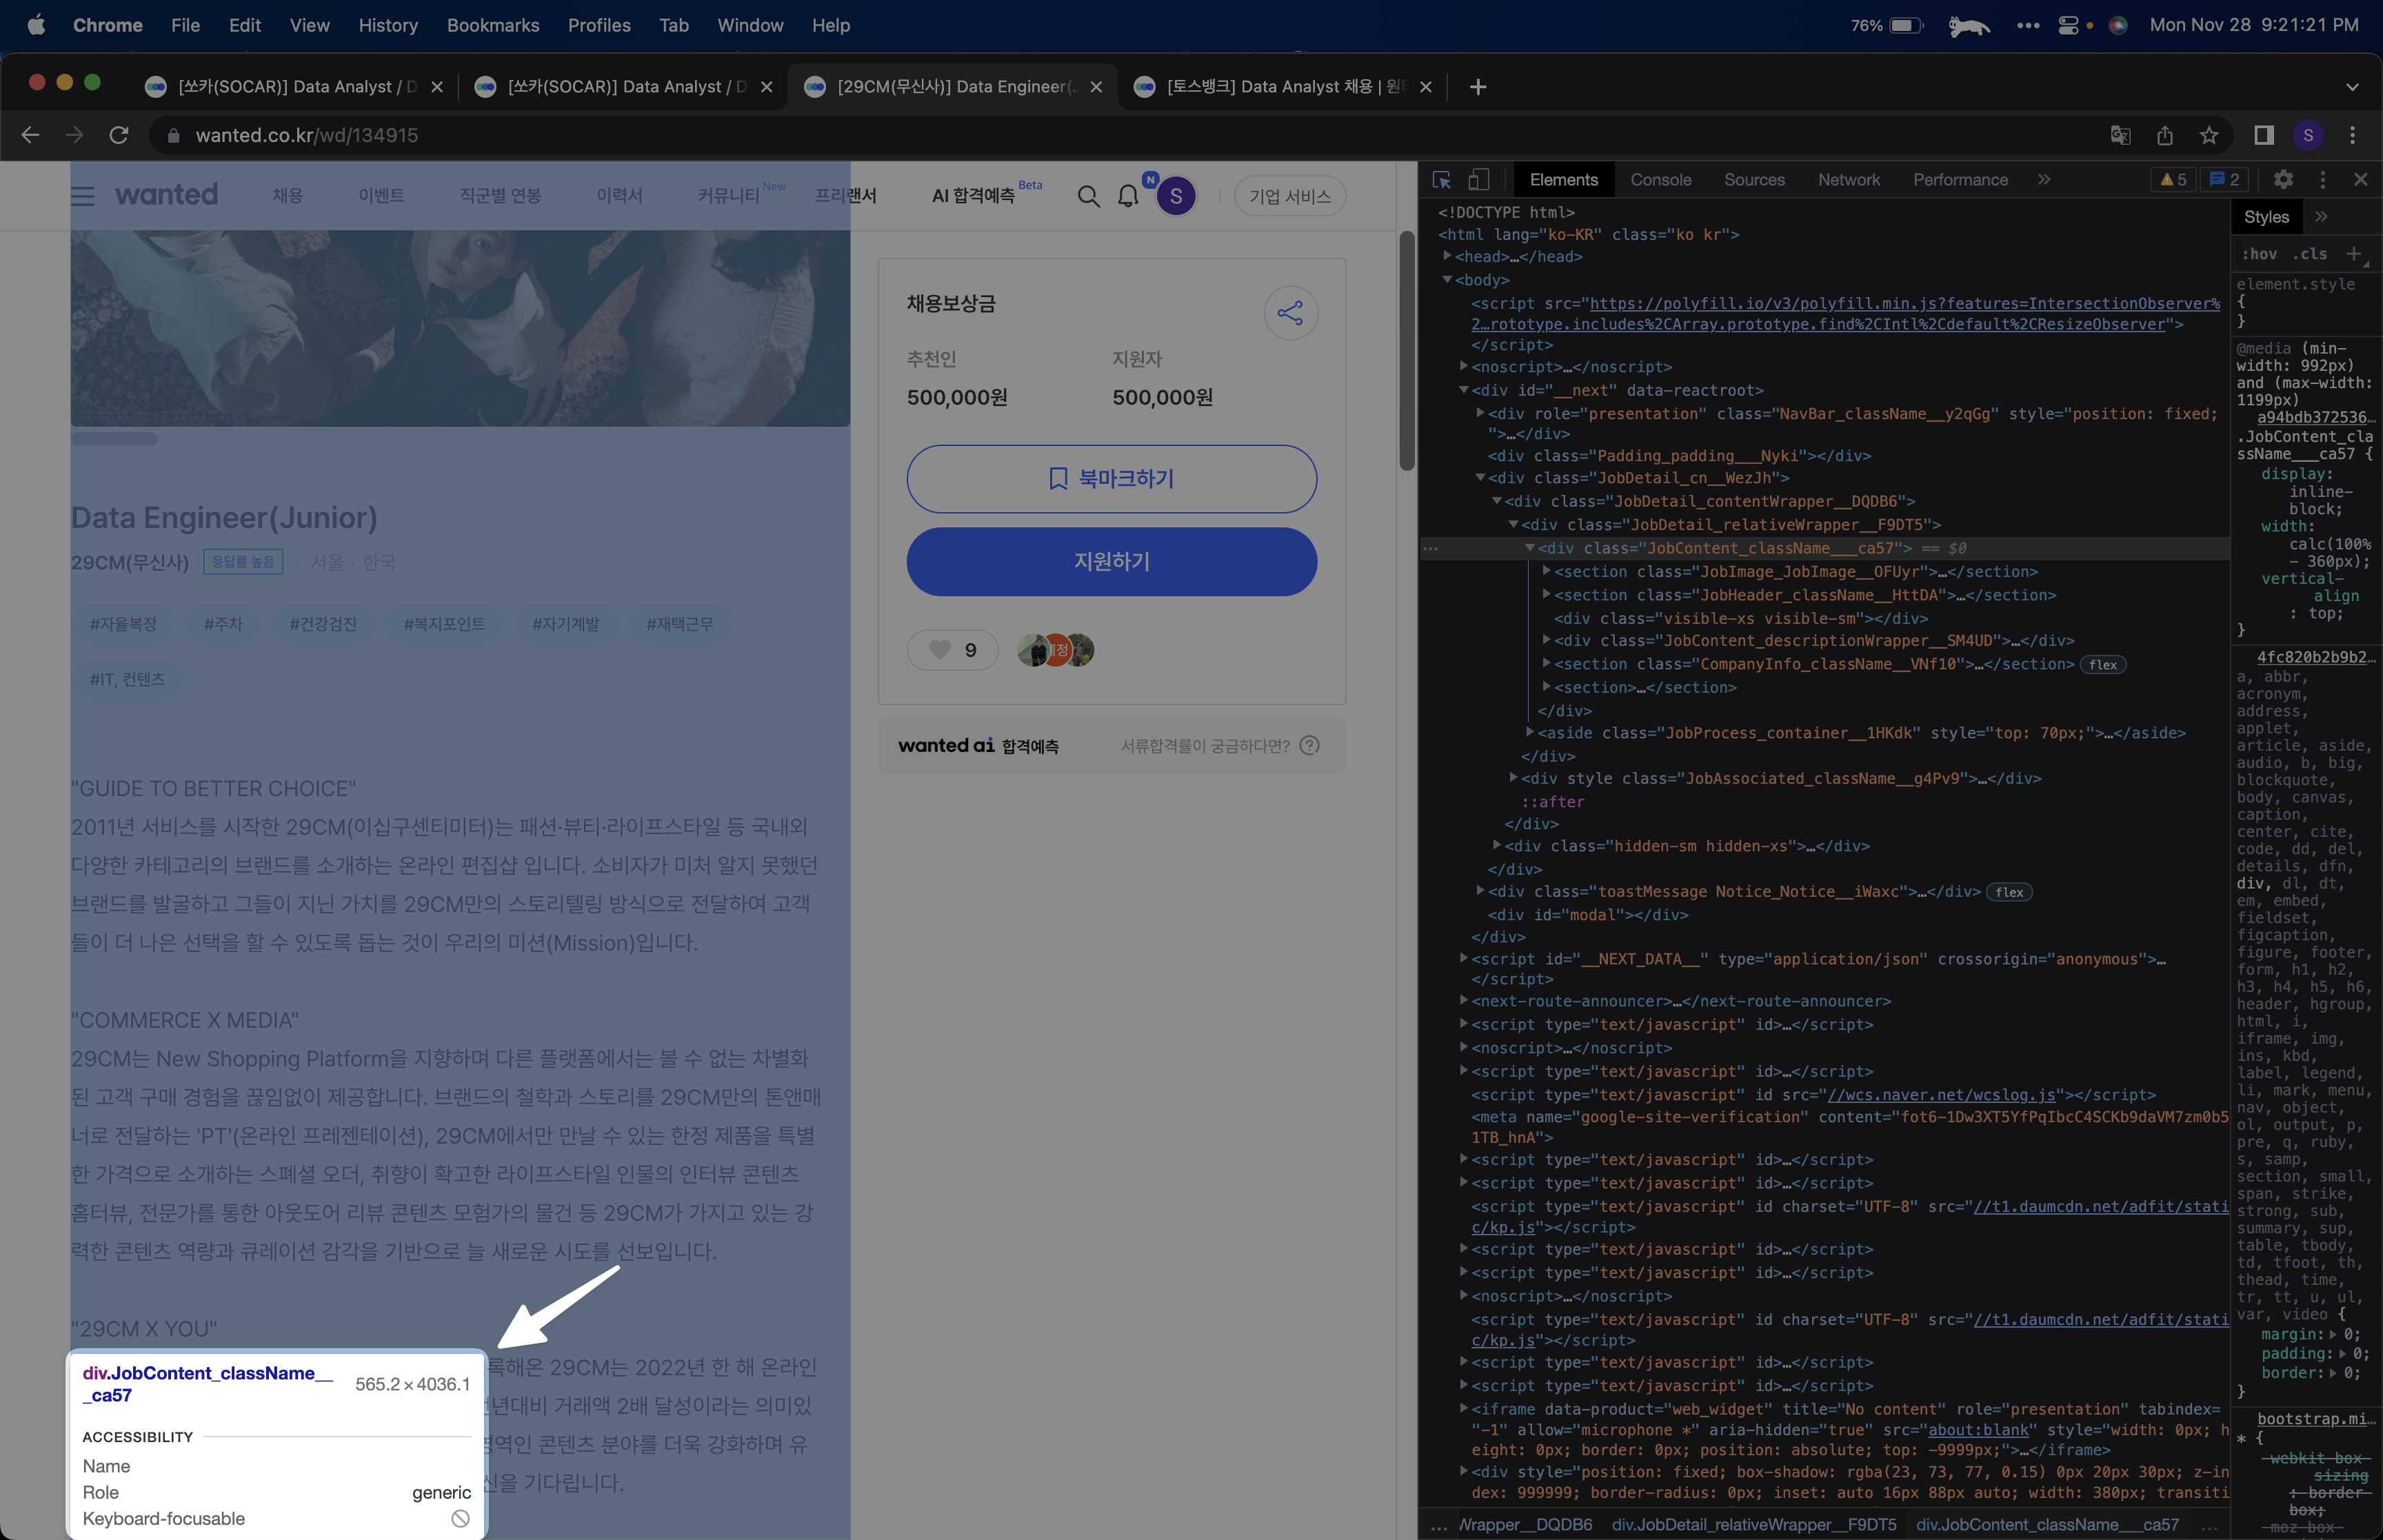 Chrome File Edit View History Bookmarks Profiles Tab Window Help
76% Mon Nov 28 9:21:21 PM
[쏘카(SOCAR)] Data Analyst / D
[쏘카(SOCAR)] Data Analyst / D
[29CM(무신사)] Data Engineer(J
[토스뱅크] Data Analyst 채용 | 원티
wanted.co.kr/wd/134915
S
wanted 채용 이벤트 직군별 연봉 이력서 커뮤니티 New 프리랜서 AI 합격예측 Beta N S 기업 서비스
채용보상금
추천인 지원자
500,000원 500,000원
북마크하기
지원하기
9
wanted ai 합격예측 서류합격률이 궁금하다면? ?
Data Engineer(Junior)
29CM(무신사) 응답률 높음 서울 · 한국
#자율복장 #주차 #건강검진 #복지포인트 #자기계발 #재택근무
#IT, 컨텐츠
"GUIDE TO BETTER CHOICE"
2011년 서비스를 시작한 29CM(이십구센티미터)는 패션·뷰티·라이프스타일 등 국내외
다양한 카테고리의 브랜드를 소개하는 온라인 편집샵 입니다. 소비자가 미처 알지 못했던
브랜드를 발굴하고 그들이 지닌 가치를 29CM만의 스토리텔링 방식으로 전달하여 고객
들이 더 나은 선택을 할 수 있도록 돕는 것이 우리의 미션(Mission)입니다.
"COMMERCE X MEDIA"
29CM는 New Shopping Platform을 지향하며 다른 플랫폼에서는 볼 수 없는 차별화
된 고객 구매 경험을 끊임없이 제공합니다. 브랜드의 철학과 스토리를 29CM만의 톤앤매
너로 전달하는 'PT'(온라인 프레젠테이션), 29CM에서만 만날 수 있는 한정 제품을 특별
한 가격으로 소개하는 스페셜 오더, 취향이 확고한 라이프스타일 인물의 인터뷰 콘텐츠
홈터뷰, 전문가를 통한 아웃도어 리뷰 콘텐츠 모험가의 물건 등 29CM가 가지고 있는 강
력한 콘텐츠 역량과 큐레이션 감각을 기반으로 늘 새로운 시도를 선보입니다.
"29CM X YOU"
록해온 29CM는 2022년 한 해 온라인
년대비 거래액 2배 달성이라는 의미있
영역인 콘텐츠 분야를 더욱 강화하며 유
신을 기다립니다.
div.JobContent_className__
_ca57 565.2 × 4036.1
ACCESSIBILITY
Name
Role generic
Keyboard-focusable
Elements Console Sources Network Performance » 5 2
<!DOCTYPE html>
<html lang="ko-KR" class="ko kr">
<head>…</head>
<body>
<script src="https://polyfill.io/v3/polyfill.min.js?features=IntersectionObserver%
2…rototype.includes%2CArray.prototype.find%2CIntl%2Cdefault%2CResizeObserver">
</script>
<noscript>…</noscript>
<div id="__next" data-reactroot>
<div role="presentation" class="NavBar_className__y2qGg" style="position: fixed;
">…</div>
<div class="Padding_padding___Nyki"></div>
<div class="JobDetail_cn__WezJh">
<div class="JobDetail_contentWrapper__DQDB6">
<div class="JobDetail_relativeWrapper__F9DT5">
<div class="JobContent_className___ca57"> == $0
<section class="JobImage_JobImage__OFUyr">…</section>
<section class="JobHeader_className__HttDA">…</section>
<div class="visible-xs visible-sm"></div>
<div class="JobContent_descriptionWrapper__SM4UD">…</div>
<section class="CompanyInfo_className__VNf10">…</section> flex
<section>…</section>
</div>
<aside class="JobProcess_container__1HKdk" style="top: 70px;">…</aside>
</div>
<div style class="JobAssociated_className__g4Pv9">…</div>
::after
</div>
<div class="hidden-sm hidden-xs">…</div>
</div>
<div class="toastMessage Notice_Notice__iWaxc">…</div> flex
<div id="modal"></div>
</div>
<script id="__NEXT_DATA__" type="application/json" crossorigin="anonymous">…
</script>
<next-route-announcer>…</next-route-announcer>
<script type="text/javascript" id>…</script>
<noscript>…</noscript>
<script type="text/javascript" id>…</script>
<script type="text/javascript" id src="//wcs.naver.net/wcslog.js"></script>
<meta name="google-site-verification" content="fot6-1Dw3XT5YfPqIbcC4SCKb9daVM7zm0b5
1TB_hnA">
<script type="text/javascript" id>…</script>
<script type="text/javascript" id>…</script>
<script type="text/javascript" id charset="UTF-8" src="//t1.daumcdn.net/adfit/stati
c/kp.js"></script>
<script type="text/javascript" id>…</script>
<script type="text/javascript" id>…</script>
<noscript>…</noscript>
<script type="text/javascript" id charset="UTF-8" src="//t1.daumcdn.net/adfit/stati
c/kp.js"></script>
<script type="text/javascript" id>…</script>
<script type="text/javascript" id>…</script>
<iframe data-product="web_widget" title="No content" role="presentation" tabindex=
"-1" allow="microphone *" aria-hidden="true" src="about:blank" style="width: 0px; h
eight: 0px; border: 0px; position: absolute; top: -9999px;">…</iframe>
<div style="position: fixed; box-shadow: rgba(23, 73, 77, 0.15) 0px 20px 30px; z-in
dex: 999999; border-radius: 0px; inset: auto 16px 88px auto; width: 380px; transiti
… Wrapper__DQDB6 div.JobDetail_relativeWrapper__F9DT5 div.JobContent_className___ca57 …
Styles »
:hov .cls +
element.style
{
}
@media (min-
width: 992px)
and (max-width:
1199px)
a94bdb372536…
.JobContent_cla
ssName___ca57 {
display:
inline-
block;
width:
calc(100%
- 360px);
vertical-
align
: top;
}
4fc820b2b9b2…
a, abbr,
acronym,
address,
applet,
article, aside,
audio, b, big,
blockquote,
body, canvas,
caption,
center, cite,
code, dd, del,
details, dfn,
div, dl, dt,
em, embed,
fieldset,
figcaption,
figure, footer,
form, h1, h2,
h3, h4, h5, h6,
header, hgroup,
html, i,
iframe, img,
ins, kbd,
label, legend,
li, mark, menu,
nav, object,
ol, output, p,
pre, q, ruby,
s, samp,
section, small,
span, strike,
strong, sub,
summary, sup,
table, tbody,
td, tfoot, th,
thead, time,
tr, tt, u, ul,
var, video {
margin: 0;
padding: 0;
border: 0;
}
bootstrap.mi…
* {
-webkit-box-
sizing
: border-
box;
-moz-box-